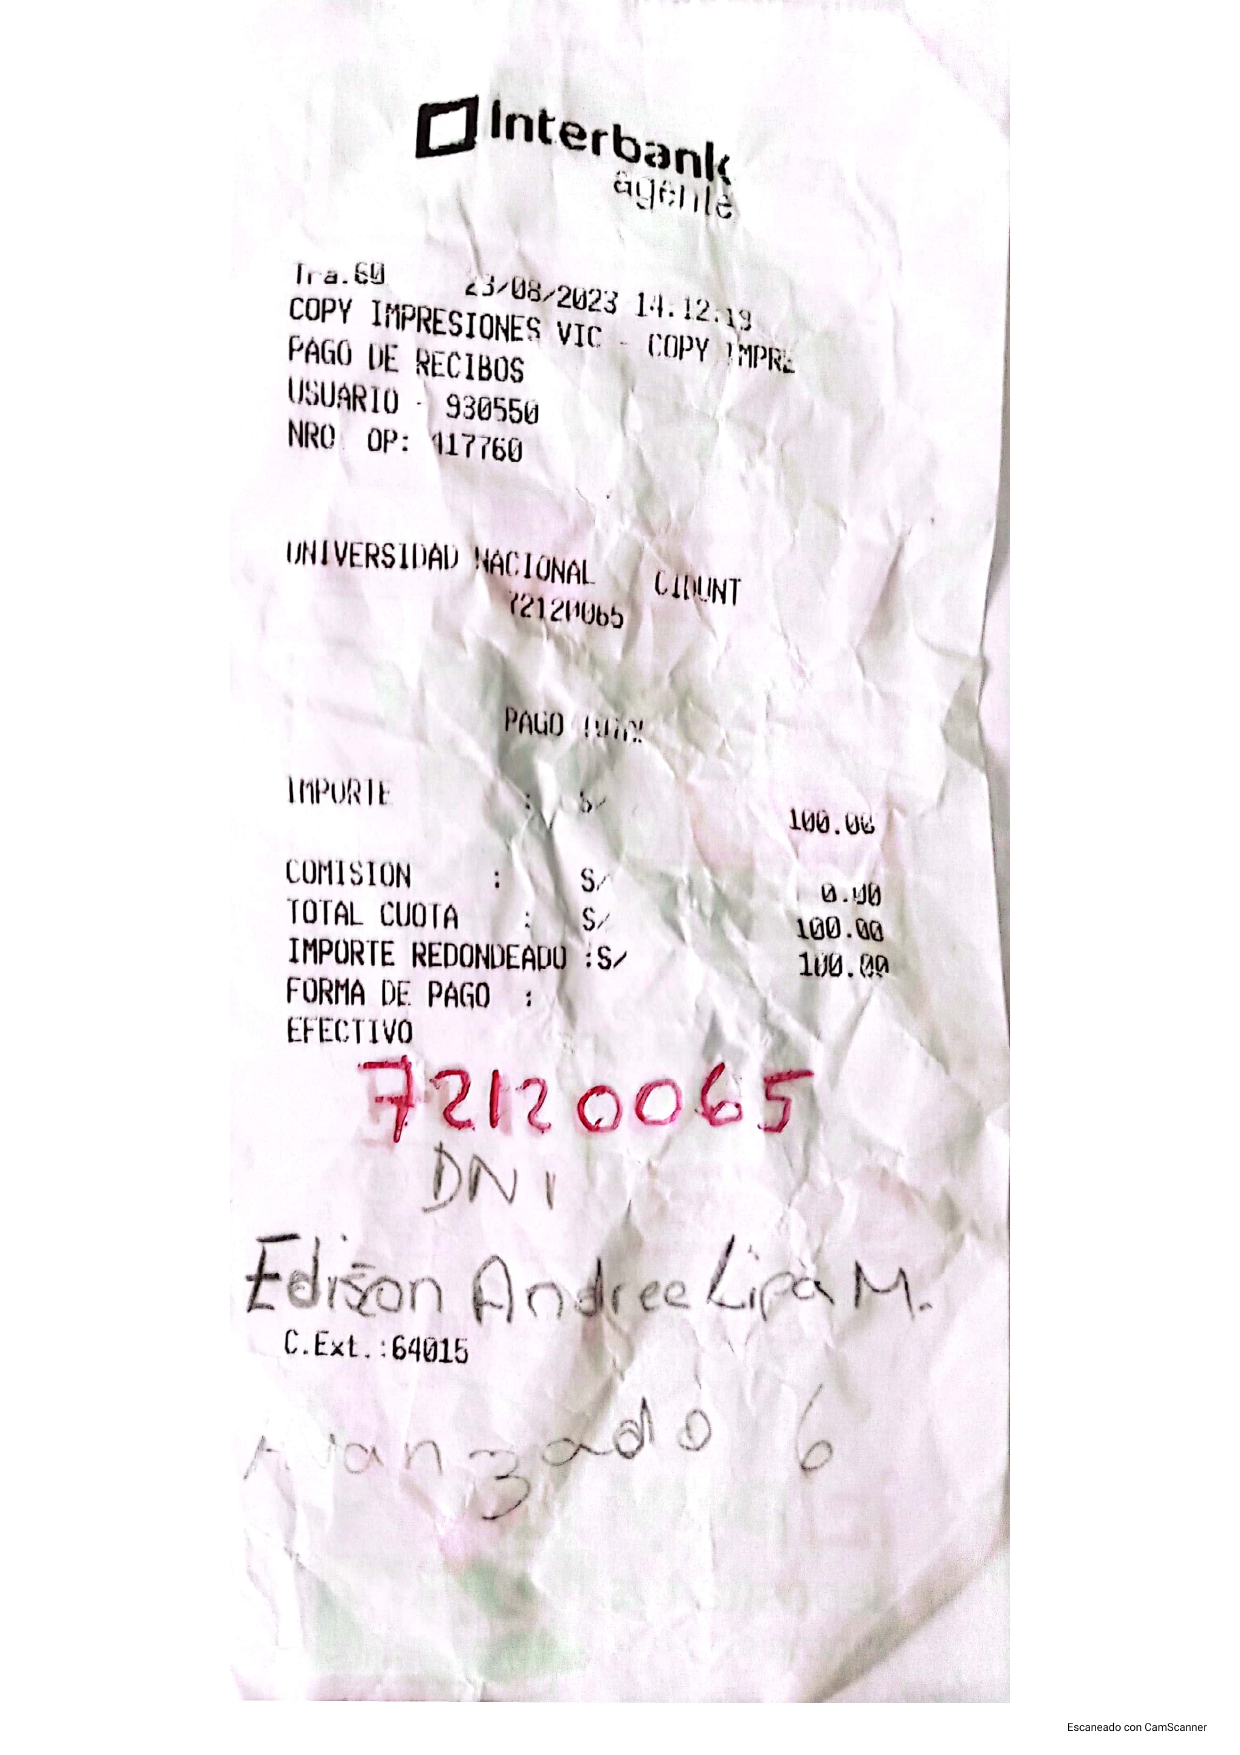 Interbank
agente
Tra.60 23/08/2023 14:12:19
COPY IMPRESIONES VIC - COPY IMPRE
PAGO DE RECIBOS
USUARIO - 930550
NRO OP: 417760
UNIVERSIDAD NACIONAL CIDUNT
72120065
PAGO
IMPORTE : S/ 100.00
COMISION : S/ 0.00
TOTAL CUOTA : S/ 100.00
IMPORTE REDONDEADO :S/ 100.00
FORMA DE PAGO :
EFECTIVO
72120065
DNI
Edison Andree Lipa M.
C.Ext.:64015
Avanzado 6
Escaneado con CamScanner